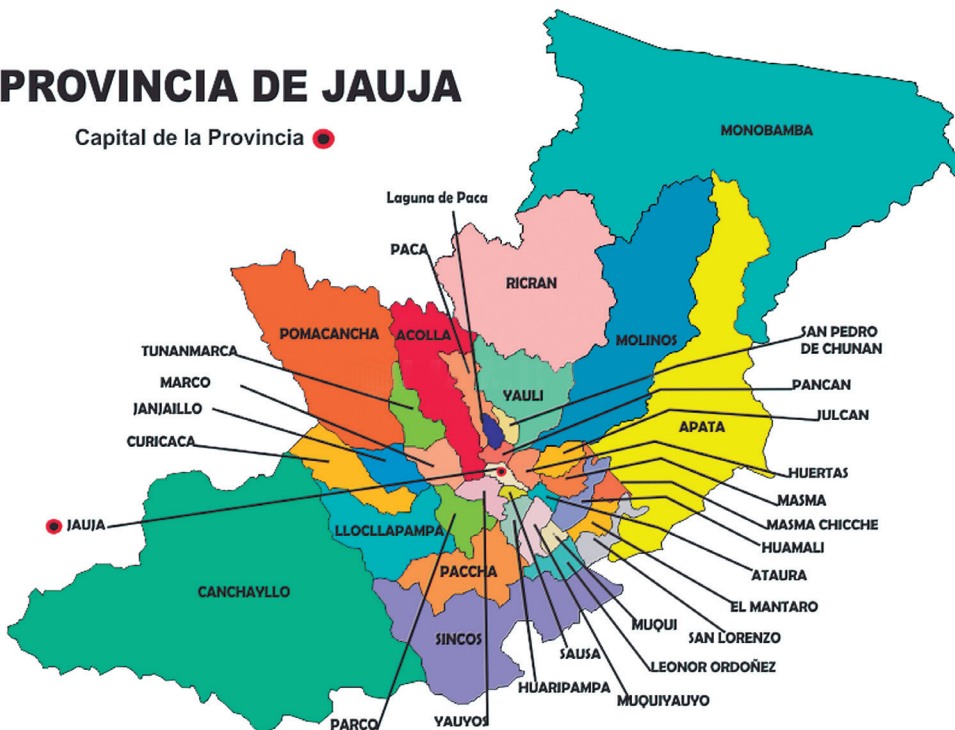 PROVINCIA DE JAUJA
Capital de la Provincia
MONOBAMBA
Laguna de Paca
PACA
RICRAN
POMACANCHA
ACOLLA
MOLINOS
SAN PEDRO
DE CHUNAN
TUNANMARCA
MARCO
YAULI
PANCAN
JANJAILLO
JULCAN
CURICACA
APATA
HUERTAS
MASMA
JAUJA
MASMA CHICCHE
LLOCLLAPAMPA
HUAMALI
PACCHA
ATAURA
CANCHAYLLO
EL MANTARO
MUQUI
SINCOS
SAN LORENZO
SAUSA
LEONOR ORDOÑEZ
HUARIPAMPA
MUQUIYAUYO
PARCO
YAUYOS